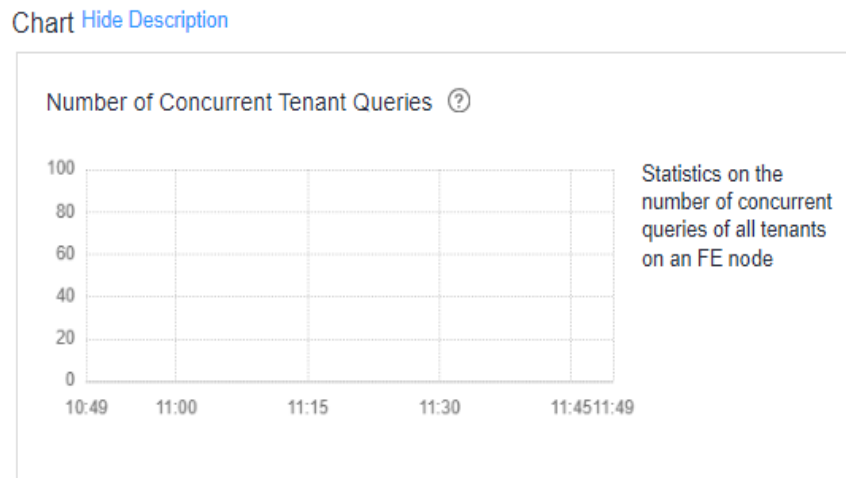 Chart Hide Description
Number of Concurrent Tenant Queries ?
100
80
60
40
20
0
10:49 11:00 11:15 11:30 11:45 11:49
Statistics on the
number of concurrent
queries of all tenants
on an FE node